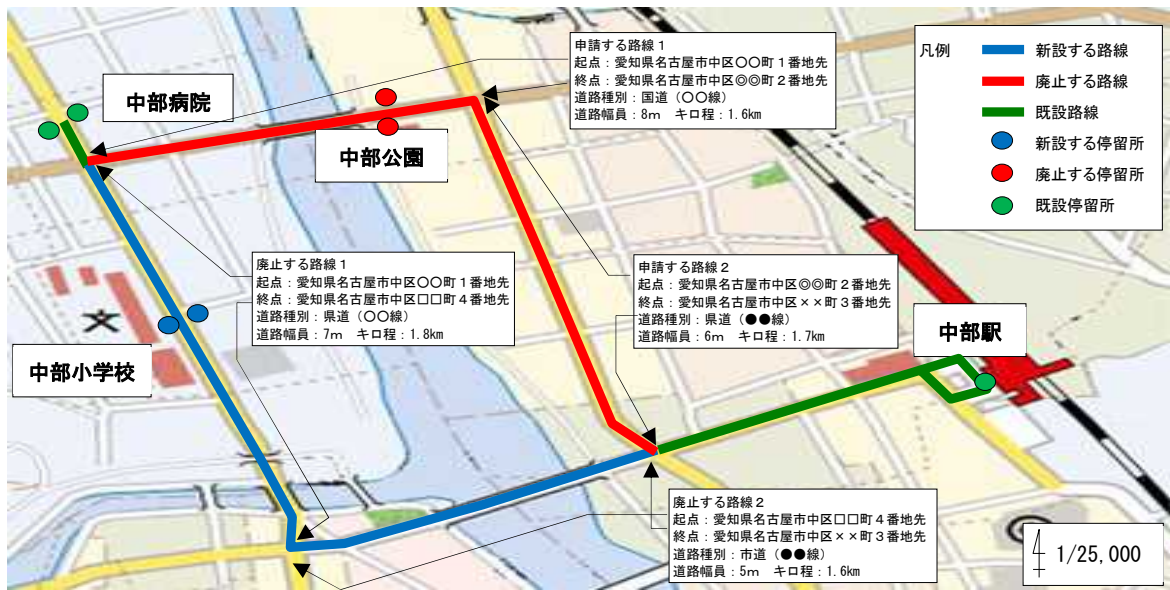 申請する路線1
起点：愛知県名古屋市中区〇〇町1番地先
終点：愛知県名古屋市中区◎◎町2番地先
道路種別：国道（〇〇線）
道路幅員：8m　キロ程：1.6km
凡例
新設する路線
廃止する路線
既設路線
新設する停留所
廃止する停留所
既設停留所
中部病院
中部公園
廃止する路線1
起点：愛知県名古屋市中区〇〇町1番地先
終点：愛知県名古屋市中区□□町4番地先
道路種別：県道（〇〇線）
道路幅員：7m　キロ程：1.8km
申請する路線2
起点：愛知県名古屋市中区◎◎町2番地先
終点：愛知県名古屋市中区××町3番地先
道路種別：県道（●●線）
道路幅員：6m　キロ程：1.7km
中部駅
中部小学校
廃止する路線2
起点：愛知県名古屋市中区□□町4番地先
終点：愛知県名古屋市中区××町3番地先
道路種別：市道（●●線）
道路幅員：5m　キロ程：1.6km
1/25,000